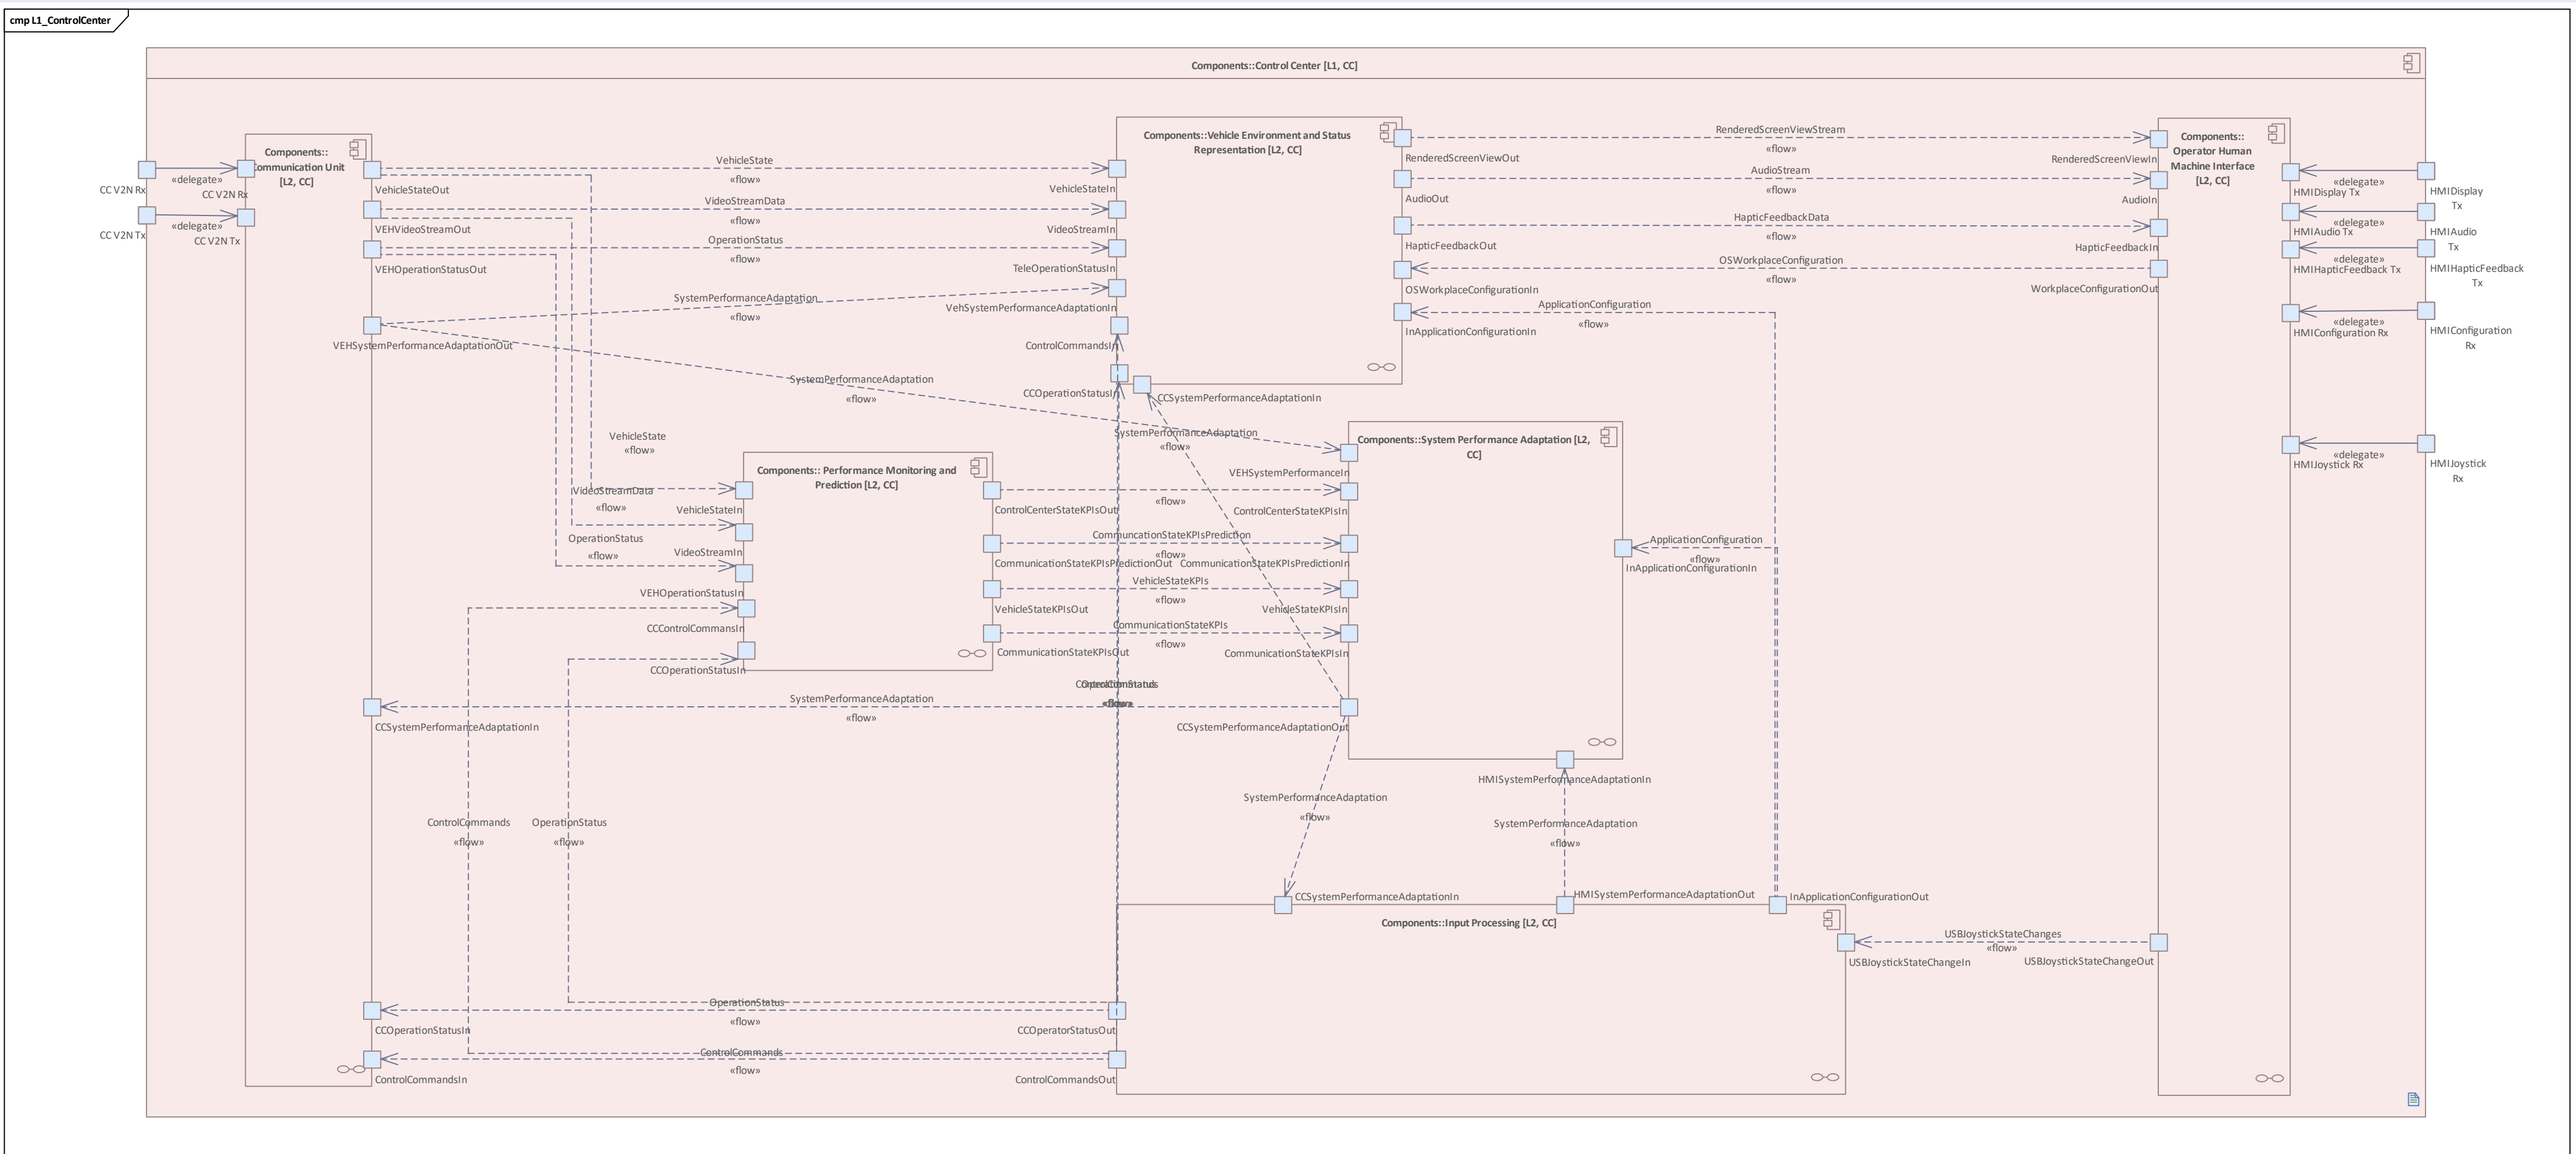 cmp L1_ControlCenter
Components::Control Center [L1, CC]
Components::
Communication Unit
[L2, CC]
CC V2N Rx
«delegate»
CC V2N Rx
CC V2N Tx
«delegate»
CC V2N Tx
VehicleStateOut
VEHVideoStreamOut
VEHOperationStatusOut
VEHSystemPerformanceAdaptationOut
CCSystemPerformanceAdaptationIn
CCOperationStatusIn
ControlCommandsIn
VehicleState
«flow»
VideoStreamData
«flow»
OperationStatus
«flow»
SystemPerformanceAdaptation
«flow»
SystemPerformanceAdaptation
«flow»
VehicleState
«flow»
VideoStreamData
«flow»
OperationStatus
«flow»
Components::Vehicle Environment and Status
Representation [L2, CC]
VehicleStateIn
VideoStreamIn
TeleOperationStatusIn
VehSystemPerformanceAdaptationIn
ControlCommandsIn
CCOperationStatusIn
CCSystemPerformanceAdaptationIn
RenderedScreenViewOut
AudioOut
HapticFeedbackOut
OSWorkplaceConfigurationIn
InApplicationConfigurationIn
RenderedScreenViewStream
«flow»
AudioStream
«flow»
HapticFeedbackData
«flow»
OSWorkplaceConfiguration
«flow»
ApplicationConfiguration
«flow»
Components::
Operator Human
Machine Interface
[L2, CC]
RenderedScreenViewIn
AudioIn
HapticFeedbackIn
WorkplaceConfigurationOut
HMIDisplay Tx
«delegate»
HMIDisplay
Tx
HMIAudio Tx
«delegate»
HMIAudio
Tx
HMIHapticFeedback Tx
«delegate»
HMIHapticFeedback
Tx
HMIConfiguration Rx
«delegate»
HMIConfiguration
Rx
HMIJoystick Rx
«delegate»
HMIJoystick
Rx
Components:: Performance Monitoring and
Prediction [L2, CC]
VehicleStateIn
VideoStreamIn
VEHOperationStatusIn
CCControlCommansIn
CCOperationStatusIn
ControlCenterStateKPIsOut
CommunicationStateKPIsPredictionOut
VehicleStateKPIsOut
CommunicationStateKPIsOut
SystemPerformanceAdaptation
«flow»
«flow»
CommuncationStateKPIsPrediction
«flow»
VehicleStateKPIs
«flow»
CommunicationStateKPIs
«flow»
Components::System Performance Adaptation [L2,
CC]
VEHSystemPerformanceIn
ControlCenterStateKPIsIn
CommunicationStateKPIsPredictionIn
VehicleStateKPIsIn
CommunicationStateKPIsIn
CCSystemPerformanceAdaptationOut
InApplicationConfigurationIn
HMISystemPerformanceAdaptationIn
ApplicationConfiguration
«flow»
SystemPerformanceAdaptation
«flow»
SystemPerformanceAdaptation
«flow»
SystemPerformanceAdaptation
«flow»
ControlCommands
«flow»
OperationStatus
«flow»
CCSystemPerformanceAdaptationIn
HMISystemPerformanceAdaptationOut
InApplicationConfigurationOut
Components::Input Processing [L2, CC]
USBJoystickStateChangeIn
USBJoystickStateChanges
«flow»
USBJoystickStateChangeOut
OperationStatus
«flow»
CCOperatorStatusOut
ControlCommands
«flow»
ControlCommandsOut